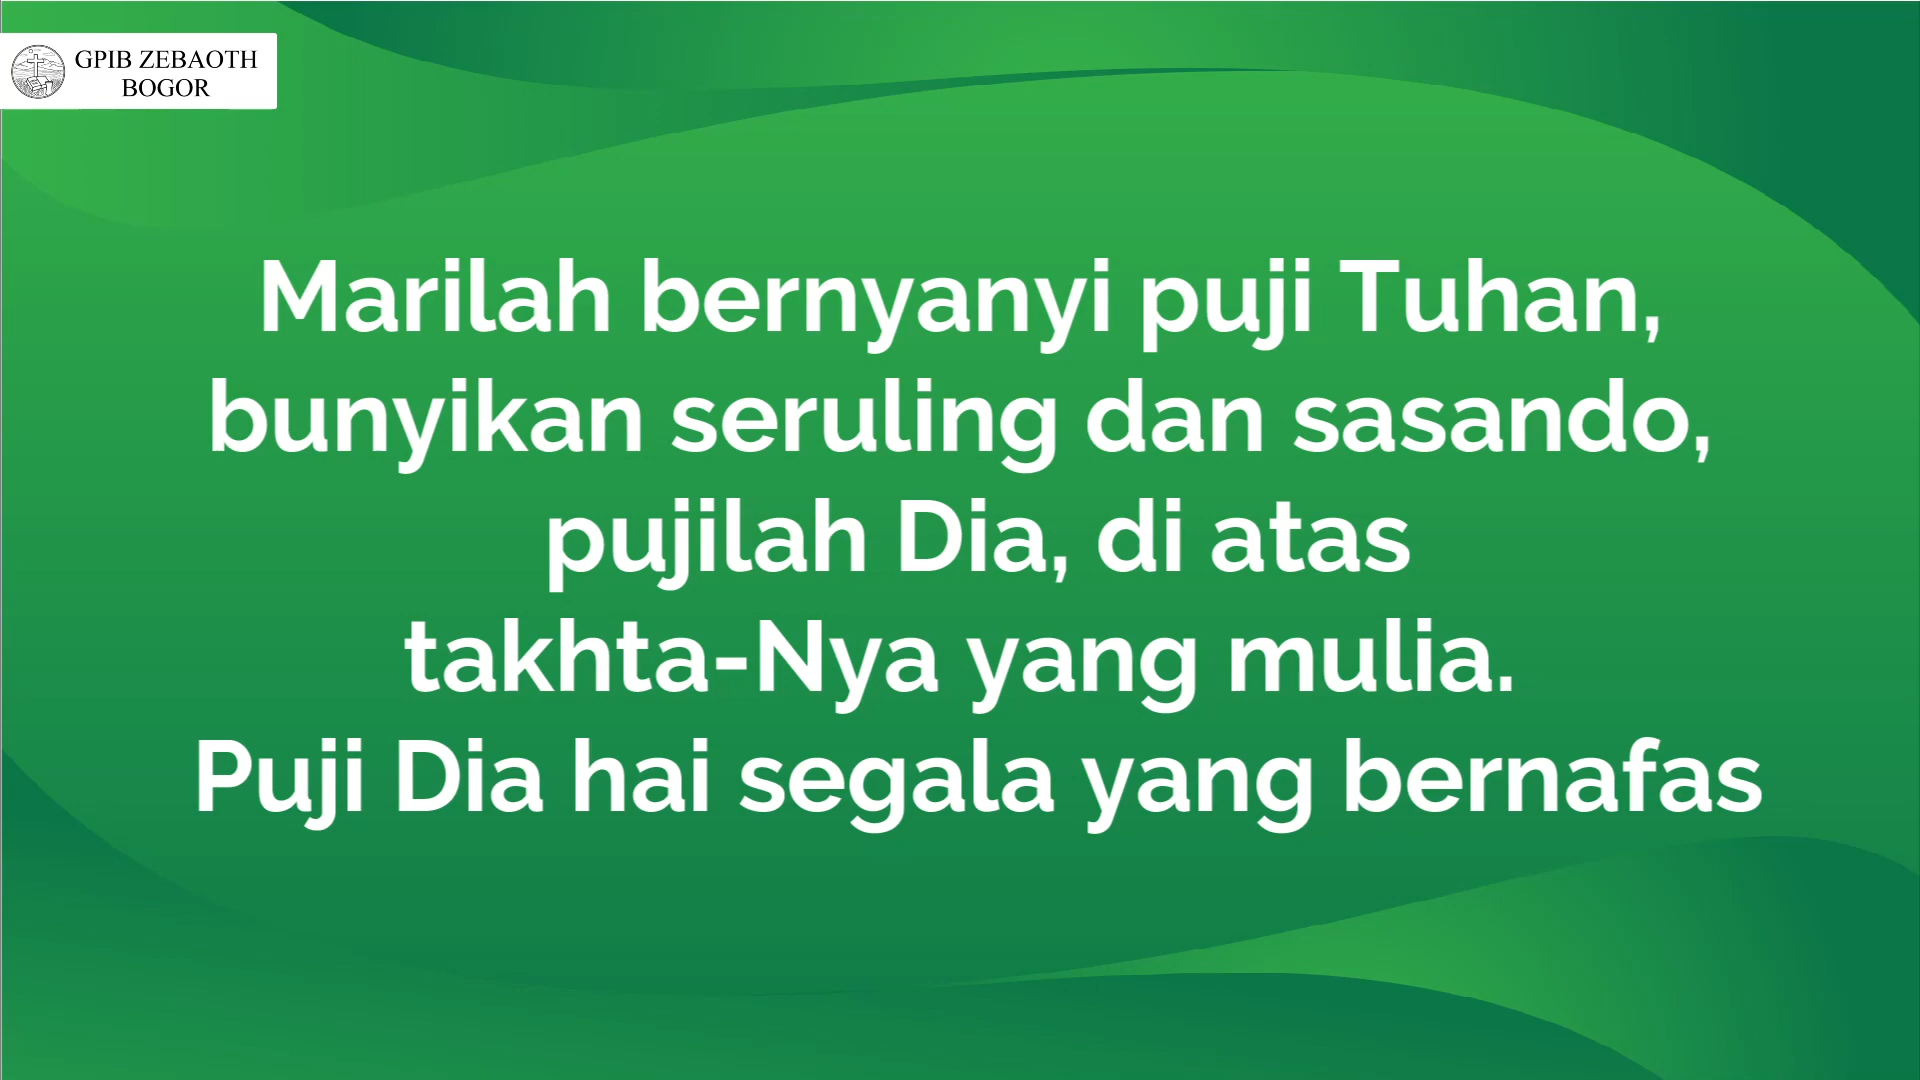 GPIB ZEBAOTH
BOGOR
Marilah bernyanyi puji Tuhan,
bunyikan seruling dan sasando,
pujilah Dia, di atas
takhta-Nya yang mulia.
Puji Dia hai segala yang bernafas